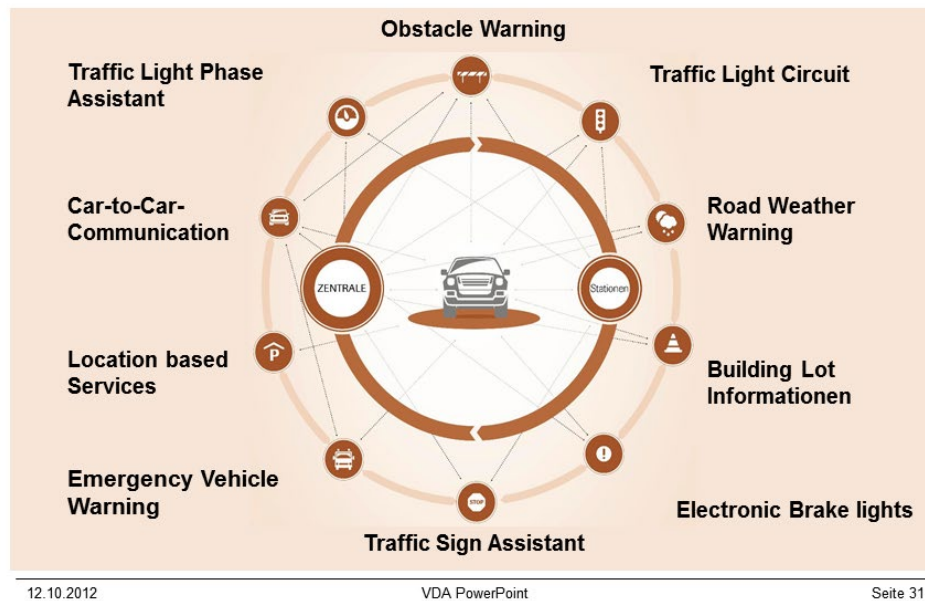 Obstacle Warning
Traffic Light Phase
Assistant
Traffic Light Circuit
Car-to-Car-
Communication
Road Weather
Warning
ZENTRALE
Stationen
P
Location based
Services
Building Lot
Informationen
Emergency Vehicle
Warning
STOP
Electronic Brake lights
Traffic Sign Assistant
12.10.2012
VDA PowerPoint
Seite 31